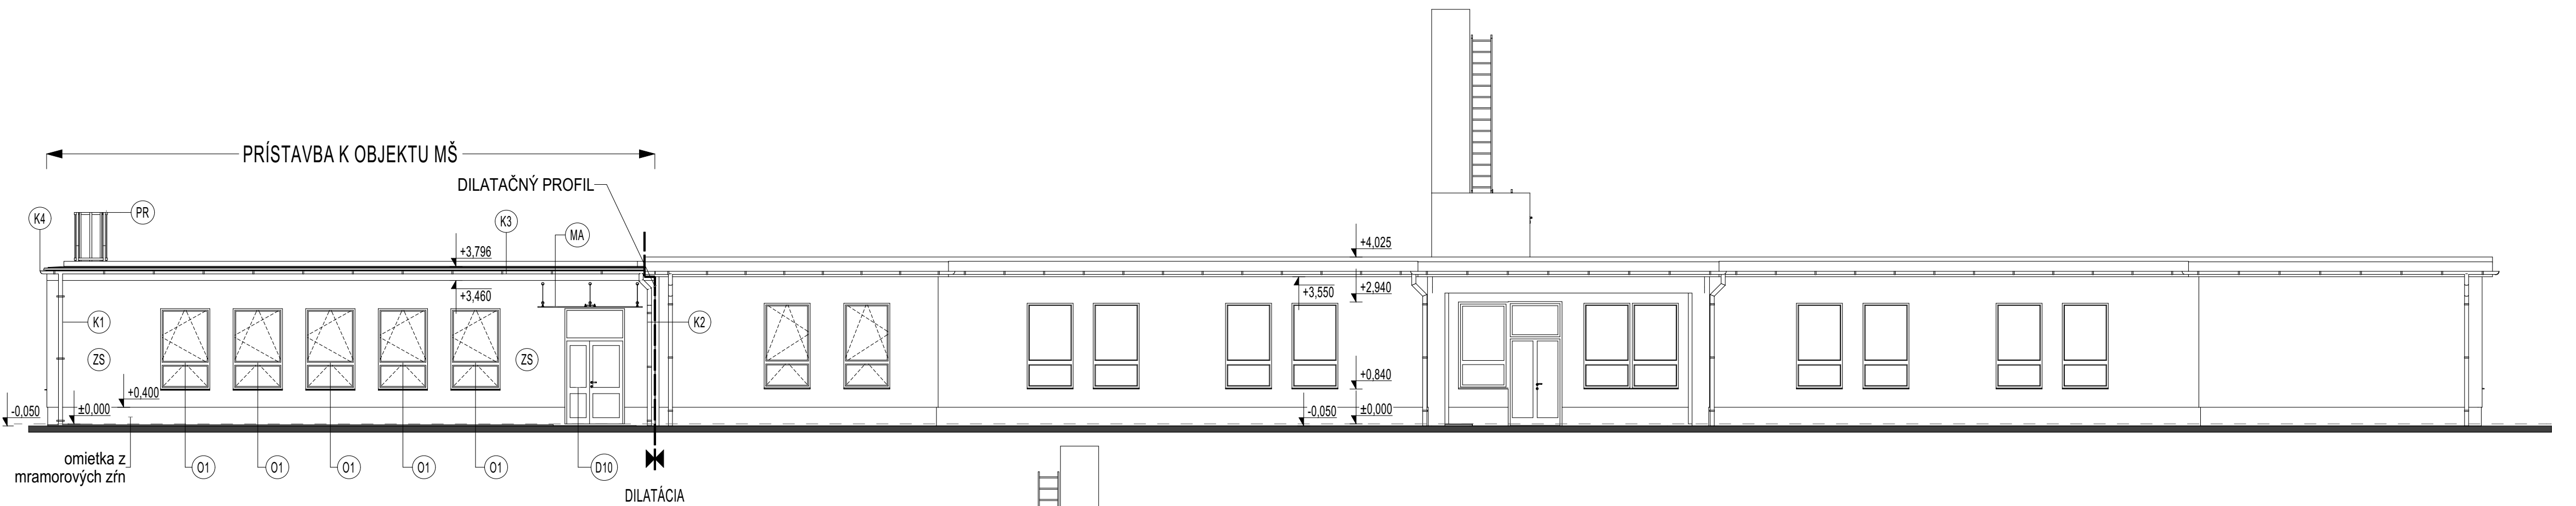 PRÍSTAVBA K OBJEKTU MŠ
DILATAČNÝ PROFIL
K4
PR
K3
MA
+3,796
+4,025
+3,460
+3,550
+2,940
K1
K2
ZS
ZS
+0,400
+0,840
-0,050
±0,000
-0,050
±0,000
omietka z
mramorových zŕn
O1
O1
O1
O1
O1
D10
DILATÁCIA